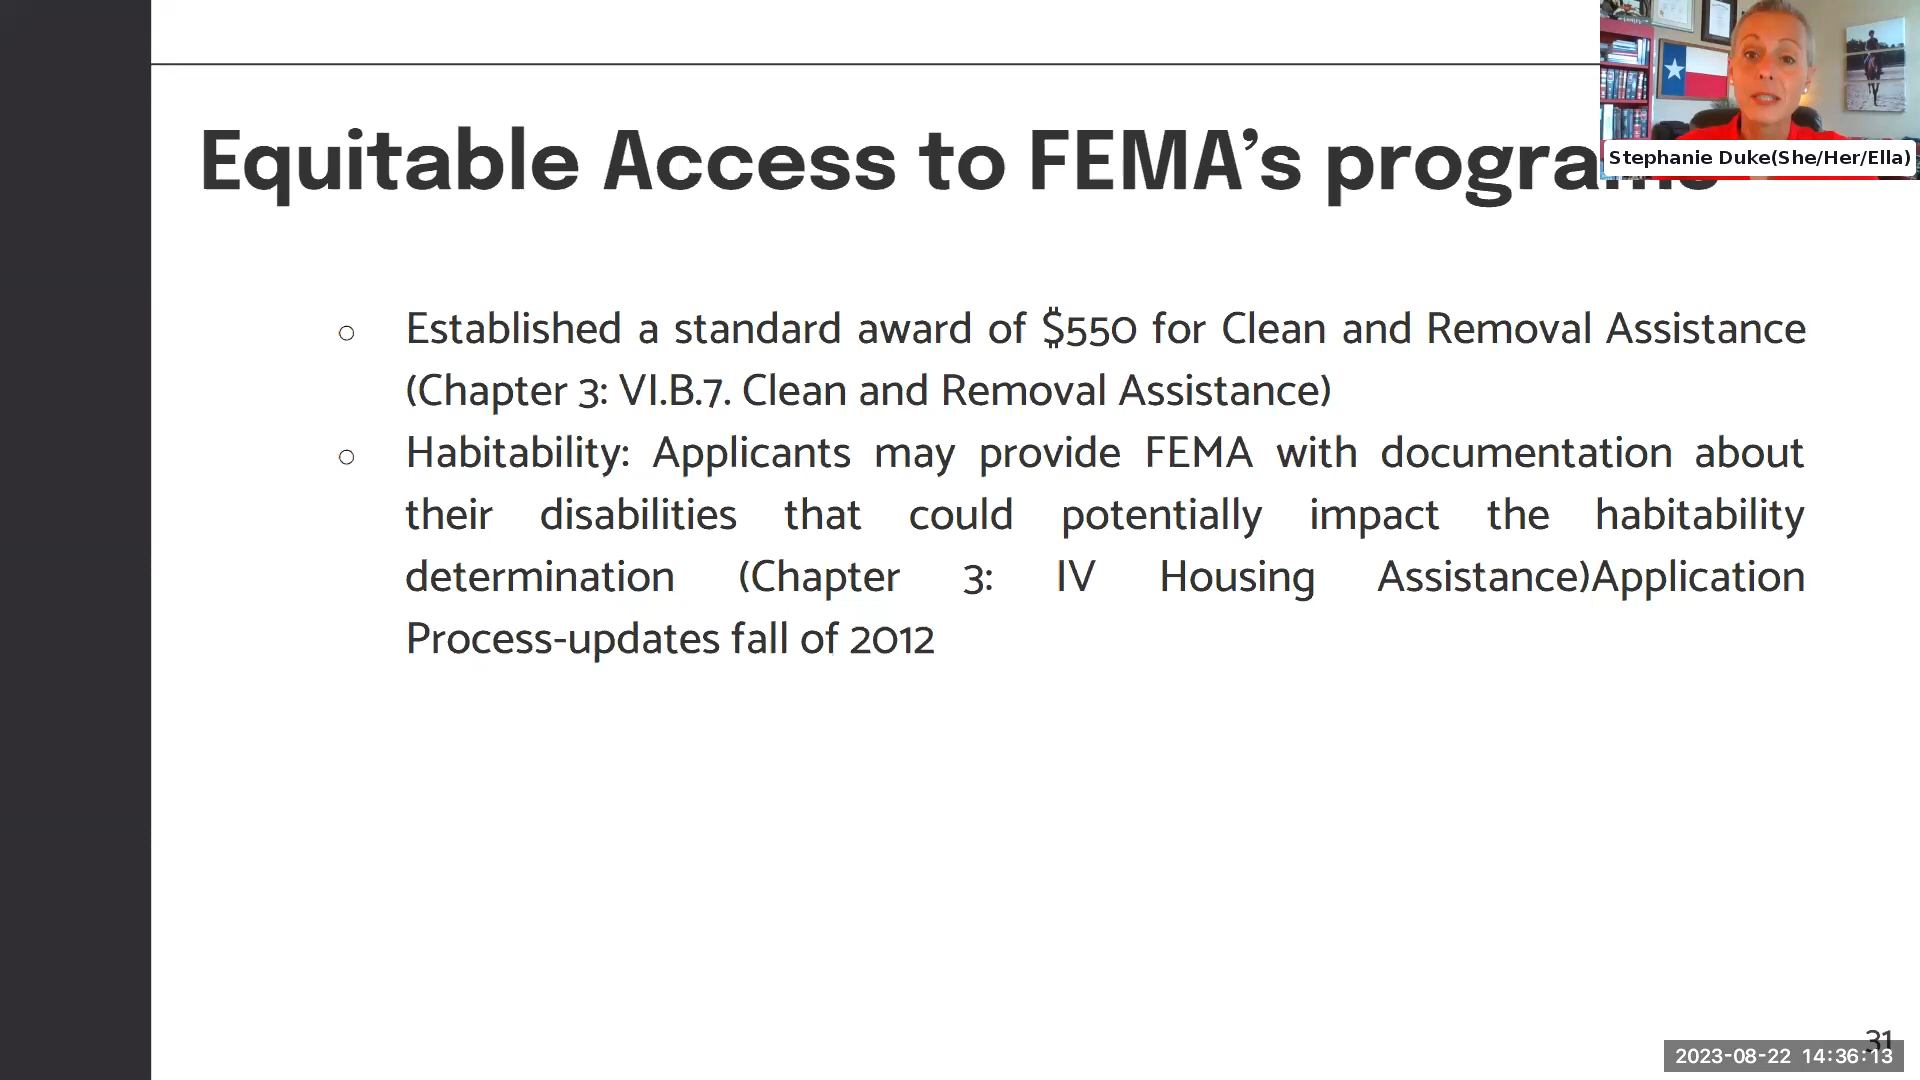 Equitable Access to FEMA’s programs
Stephanie Duke(She/Her/Ella)
○ Established a standard award of $550 for Clean and Removal Assistance
(Chapter 3: VI.B.7. Clean and Removal Assistance)
○ Habitability: Applicants may provide FEMA with documentation about
their disabilities that could potentially impact the habitability
determination (Chapter 3: IV Housing Assistance)Application
Process-updates fall of 2012
31
2023-08-22 14:36:13